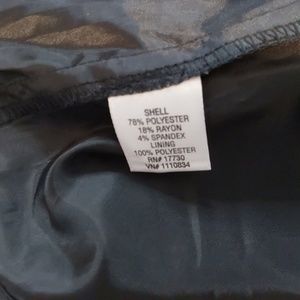 SHELL
78% POLYESTER
18% RAYON
4% SPANDEX
LINING
100% POLYESTER
RN# 17730
VN# 1110834